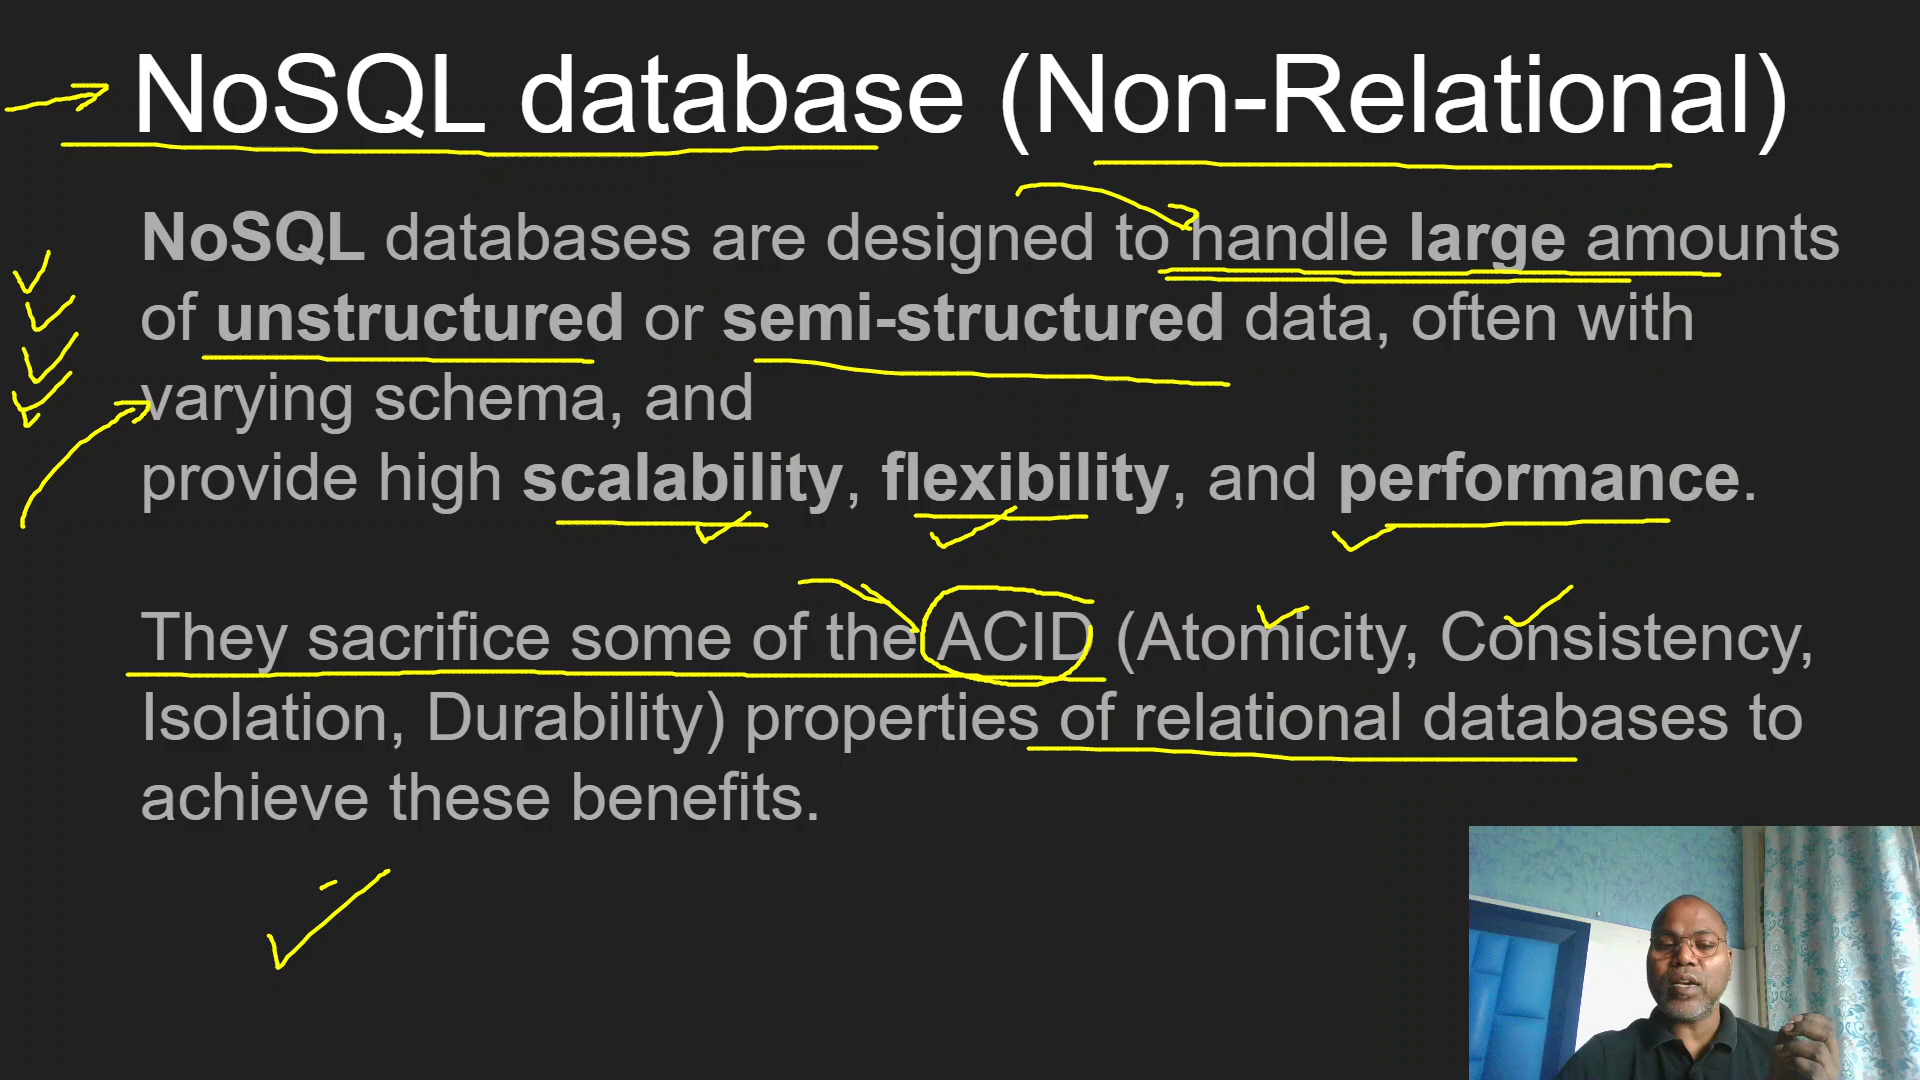 NoSQL database (Non-Relational)
NoSQL databases are designed to handle large amounts
of unstructured or semi-structured data, often with
varying schema, and
provide high scalability, flexibility, and performance.
They sacrifice some of the ACID (Atomicity, Consistency,
Isolation, Durability) properties of relational databases to
achieve these benefits.